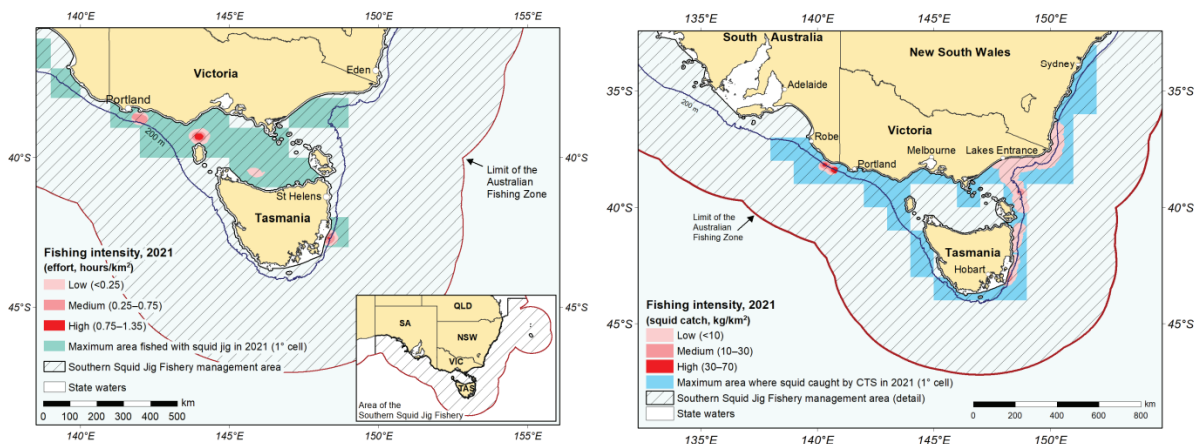 140°E 145°E 150°E 155°E
Victoria
Eden
Portland
200 m
40°S
Limit of the
Australian
Fishing Zone
St Helens
Tasmania
45°S
Fishing intensity, 2021
(effort, hours/km²)
Low (<0.25)
Medium (0.25–0.75)
High (0.75–1.35)
Maximum area fished with squid jig in 2021 (1° cell)
Southern Squid Jig Fishery management area
State waters
km
0 100 200 300 400 500
QLD
SA
NSW
VIC
TAS
Area of the
Southern Squid Jig Fishery
140°E 145°E 150°E
135°E 140°E 145°E 150°E
South Australia
New South Wales
Sydney
Adelaide
35°S 35°S
200 m
Robe
Victoria
Melbourne
Lakes Entrance
Portland
40°S 40°S
Limit of the
Australian
Fishing Zone
Tasmania
Hobart
45°S 45°S
Fishing intensity, 2021
(squid catch, kg/km²)
Low (<10)
Medium (10–30)
High (30–70)
Maximum area where squid caught by CTS in 2021 (1° cell)
Southern Squid Jig Fishery management area (detail)
State waters
km
0 200 400 600 800
140°E 145°E 150°E